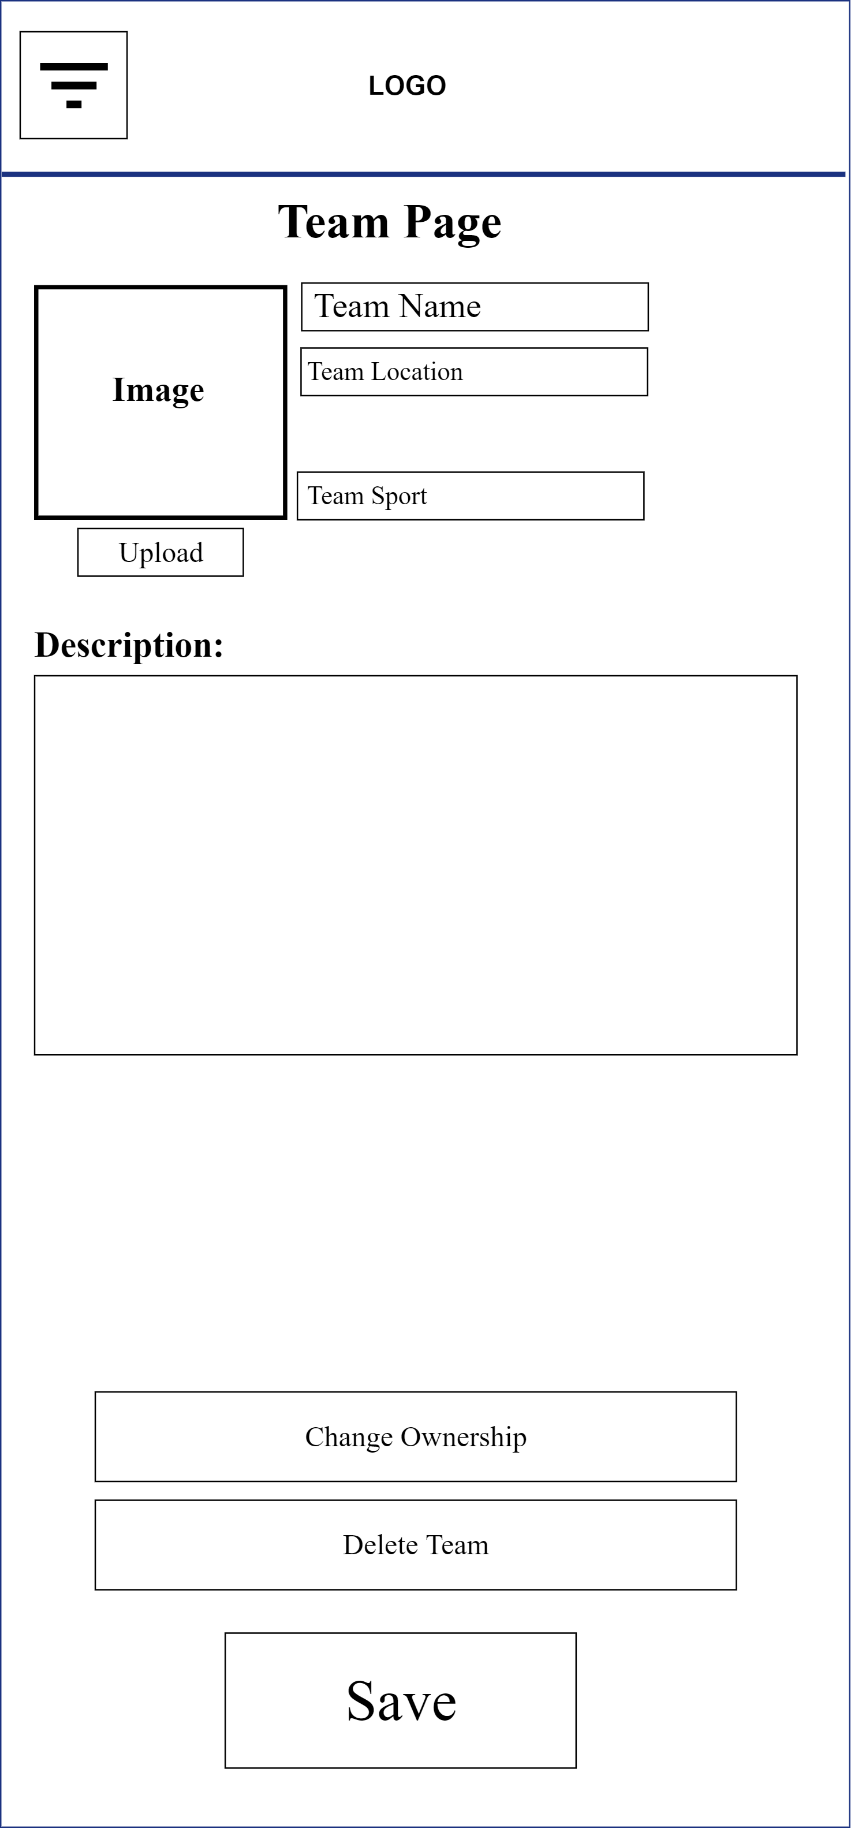 LOGO
Team Page
Team Name
Team Location
Image
Team Sport
Upload
Description:
Change Ownership
Delete Team
Save